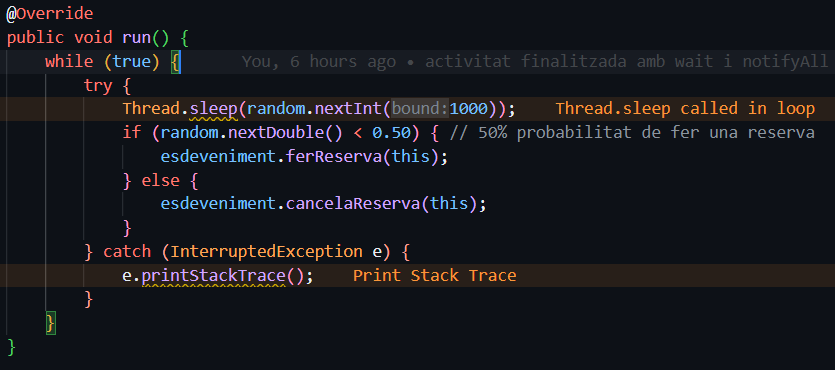 @Override
public void run() {
while (true) {    You, 6 hours ago • activitat finalitzada amb wait i notifyAll
try {
Thread.sleep(random.nextInt(bound:1000));    Thread.sleep called in loop
if (random.nextDouble() < 0.50) { // 50% probabilitat de fer una reserva
esdeveniment.ferReserva(this);
} else {
esdeveniment.cancelaReserva(this);
}
} catch (InterruptedException e) {
e.printStackTrace();    Print Stack Trace
}
}
}